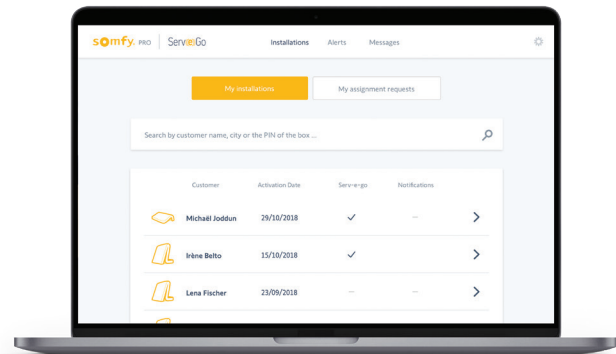 somfy. PRO Serv-e-Go Installations Alerts Messages
My installations My assignment requests
Search by customer name, city or the PIN of the box ...
Customer Activation Date Serv-e-go Notifications
Michaël Joddun 29/10/2018
Irène Belto 15/10/2018
Lena Fischer 23/09/2018